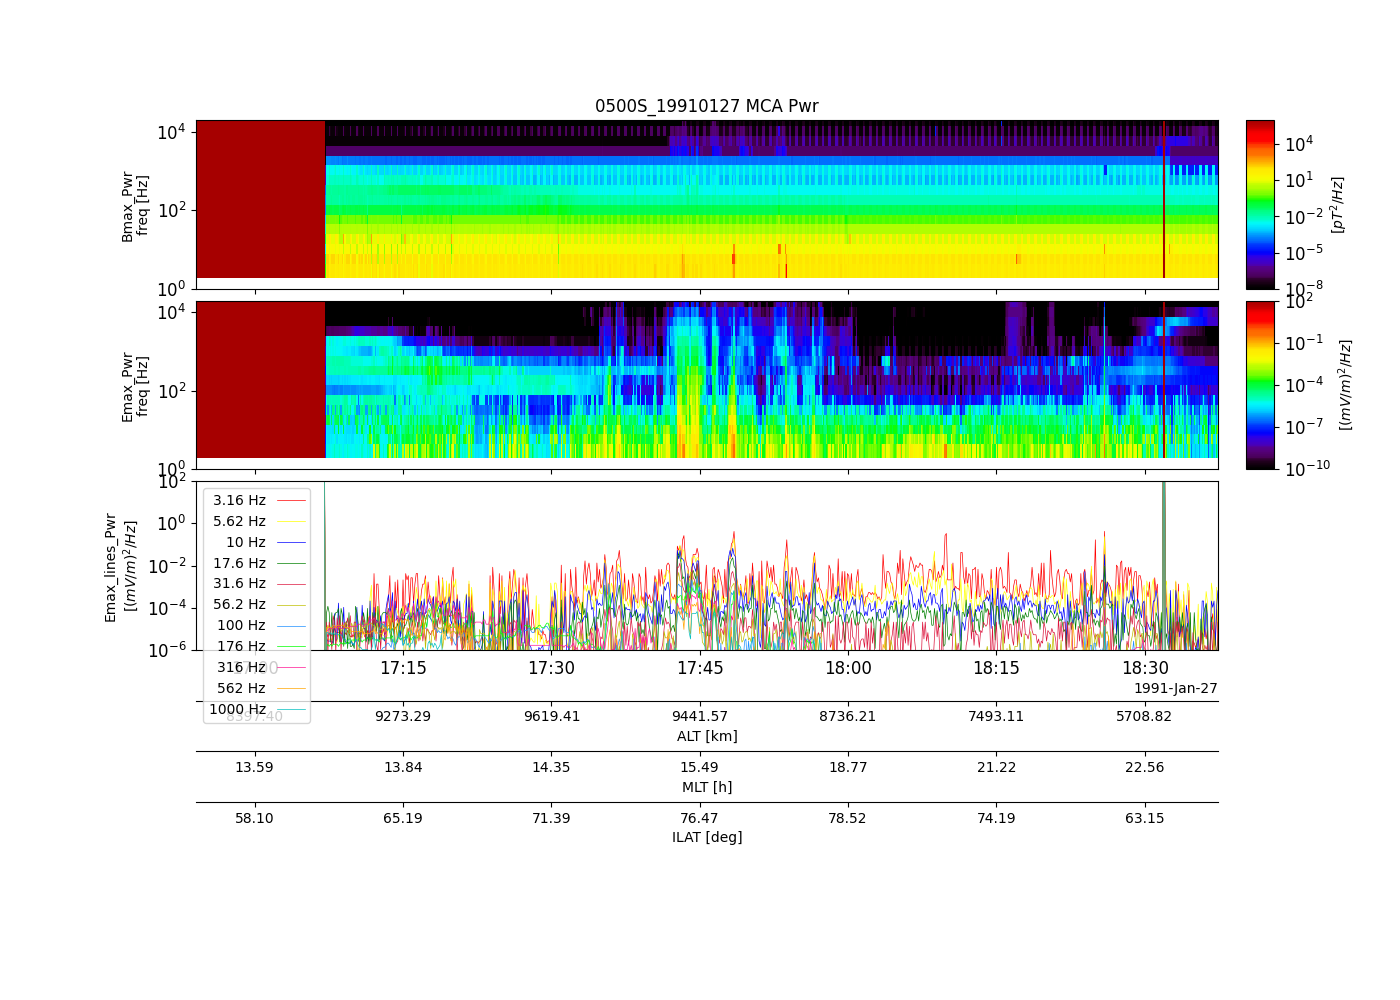 0500S_19910127 MCA Pwr
10^4
10^2
10^0
Bmax_Pwr
freq [Hz]
10^4
10^1
10^-2
10^-5
10^-8
[pT^2/Hz]
10^4
10^2
10^0
Emax_Pwr
freq [Hz]
10^2
10^-1
10^-4
10^-7
10^-10
[(mV/m)^2/Hz]
10^2
10^0
10^-2
10^-4
10^-6
Emax_lines_Pwr
[(mV/m)^2/Hz]
3.16 Hz
5.62 Hz
10 Hz
17.6 Hz
31.6 Hz
56.2 Hz
100 Hz
176 Hz
316 Hz
562 Hz
1000 Hz
17:00 17:15 17:30 17:45 18:00 18:15 18:30
1991-Jan-27
8397.40 9273.29 9619.41 9441.57 8736.21 7493.11 5708.82
ALT [km]
13.59 13.84 14.35 15.49 18.77 21.22 22.56
MLT [h]
58.10 65.19 71.39 76.47 78.52 74.19 63.15
ILAT [deg]